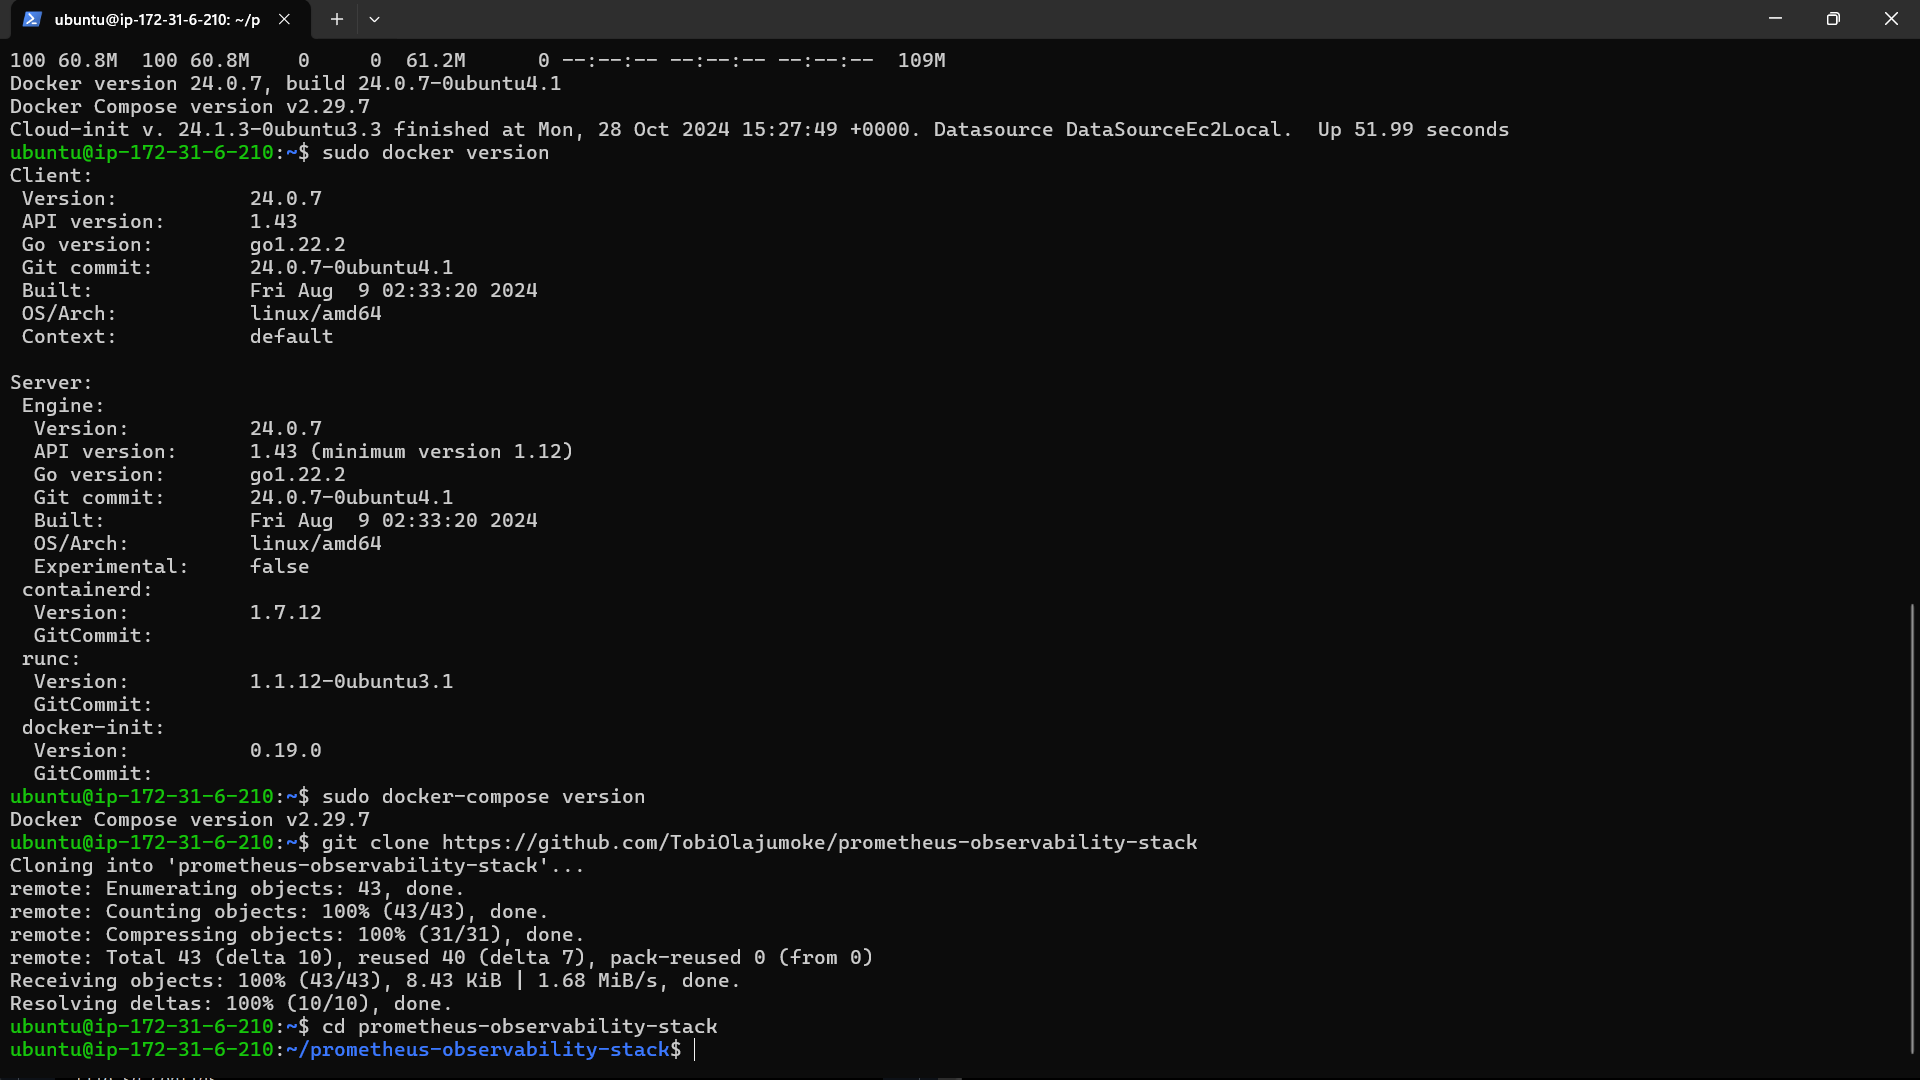 ubuntu@ip-172-31-6-210: ~/p
100 60.8M  100 60.8M    0     0  61.2M      0 --:--:-- --:--:-- --:--:--  109M
Docker version 24.0.7, build 24.0.7-0ubuntu4.1
Docker Compose version v2.29.7
Cloud-init v. 24.1.3-0ubuntu3.3 finished at Mon, 28 Oct 2024 15:27:49 +0000. Datasource DataSourceEc2Local.  Up 51.99 seconds
ubuntu@ip-172-31-6-210:~$ sudo docker version
Client:
 Version:           24.0.7
 API version:       1.43
 Go version:        go1.22.2
 Git commit:        24.0.7-0ubuntu4.1
 Built:             Fri Aug  9 02:33:20 2024
 OS/Arch:           linux/amd64
 Context:           default
Server:
 Engine:
  Version:          24.0.7
  API version:      1.43 (minimum version 1.12)
  Go version:       go1.22.2
  Git commit:       24.0.7-0ubuntu4.1
  Built:            Fri Aug  9 02:33:20 2024
  OS/Arch:          linux/amd64
  Experimental:     false
 containerd:
  Version:          1.7.12
  GitCommit:
 runc:
  Version:          1.1.12-0ubuntu3.1
  GitCommit:
 docker-init:
  Version:          0.19.0
  GitCommit:
ubuntu@ip-172-31-6-210:~$ sudo docker-compose version
Docker Compose version v2.29.7
ubuntu@ip-172-31-6-210:~$ git clone https://github.com/TobiOlajumoke/prometheus-observability-stack
Cloning into 'prometheus-observability-stack'...
remote: Enumerating objects: 43, done.
remote: Counting objects: 100% (43/43), done.
remote: Compressing objects: 100% (31/31), done.
remote: Total 43 (delta 10), reused 40 (delta 7), pack-reused 0 (from 0)
Receiving objects: 100% (43/43), 8.43 KiB | 1.68 MiB/s, done.
Resolving deltas: 100% (10/10), done.
ubuntu@ip-172-31-6-210:~$ cd prometheus-observability-stack
ubuntu@ip-172-31-6-210:~/prometheus-observability-stack$